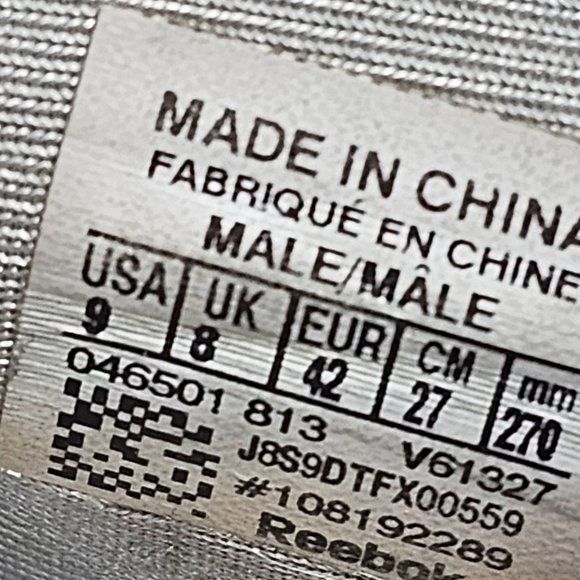 MADE IN CHINA
FABRIQUÉ EN CHINE
MALE/MÂLE
USA UK EUR CM mm
9 8 42 27 270
046501 813 V61327
J8S9DTFX00559
#108192289
Reebok